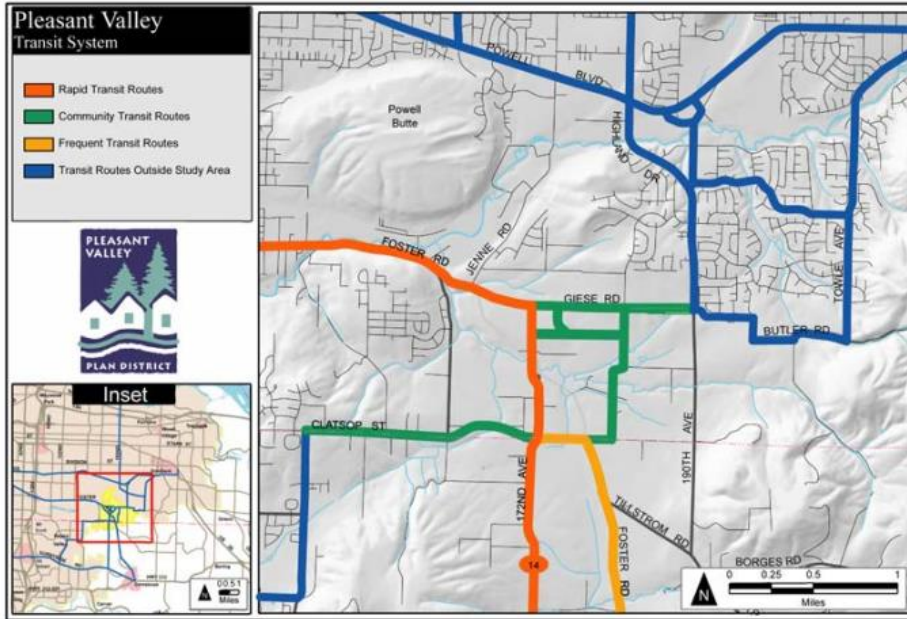 Pleasant Valley
Transit System
Rapid Transit Routes
Community Transit Routes
Frequent Transit Routes
Transit Routes Outside Study Area
PLEASANT
VALLEY
PLAN DISTRICT
Inset
Miles
POWELL
BLVD
Powell
Butte
HIGHLAND DR
JENNE RD
FOSTER RD
GIESE RD
TOWLE AVE
BUTLER RD
CLATSOP ST
172ND AVE
190TH AVE
TILLSTROM RD
FOSTER RD
BORGES RD
14
N
0 0.25 0.5 1
Miles